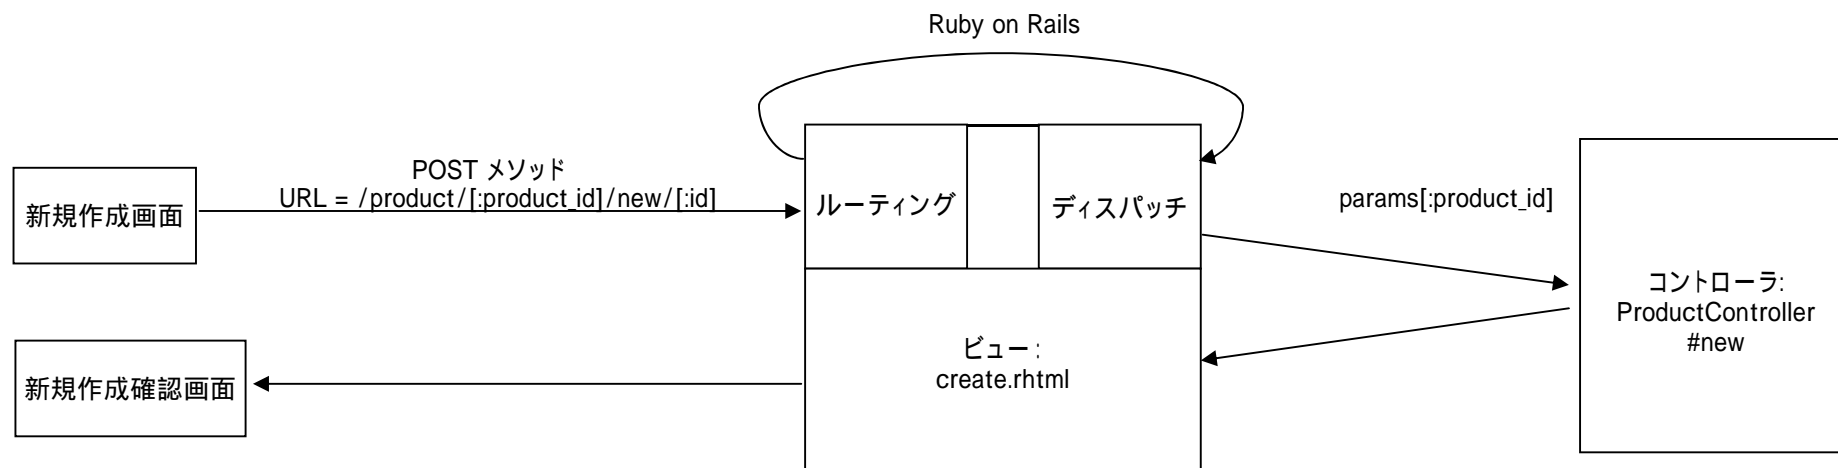 Ruby on Rails
POST メソッド
URL = /product/[:product_id]/new/[:id]
新規作成画面
ルーティング
ディスパッチ
params[:product_id]
コントローラ:
ProductController
#new
ビュー:
create.rhtml
新規作成確認画面